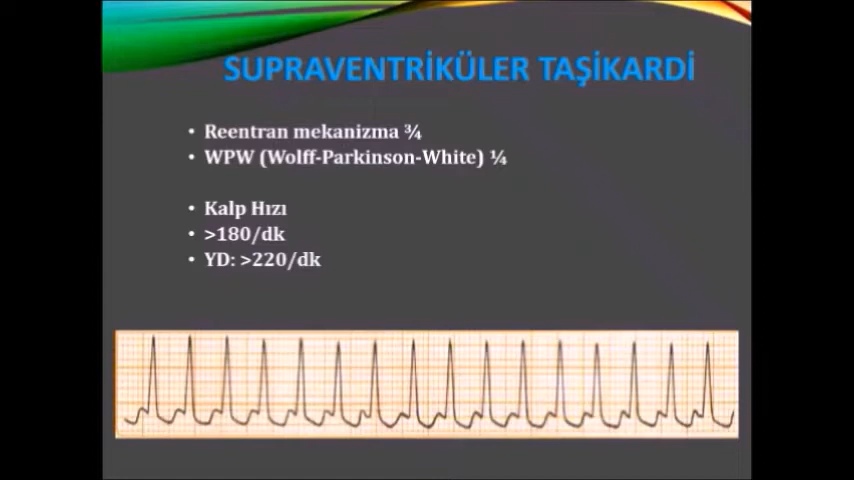 SUPRAVENTRİKÜLER TAŞİKARDİ
• Reentran mekanizma ¾
• WPW (Wolff-Parkinson-White) ¼
• Kalp Hızı
• >180/dk
• YD: >220/dk